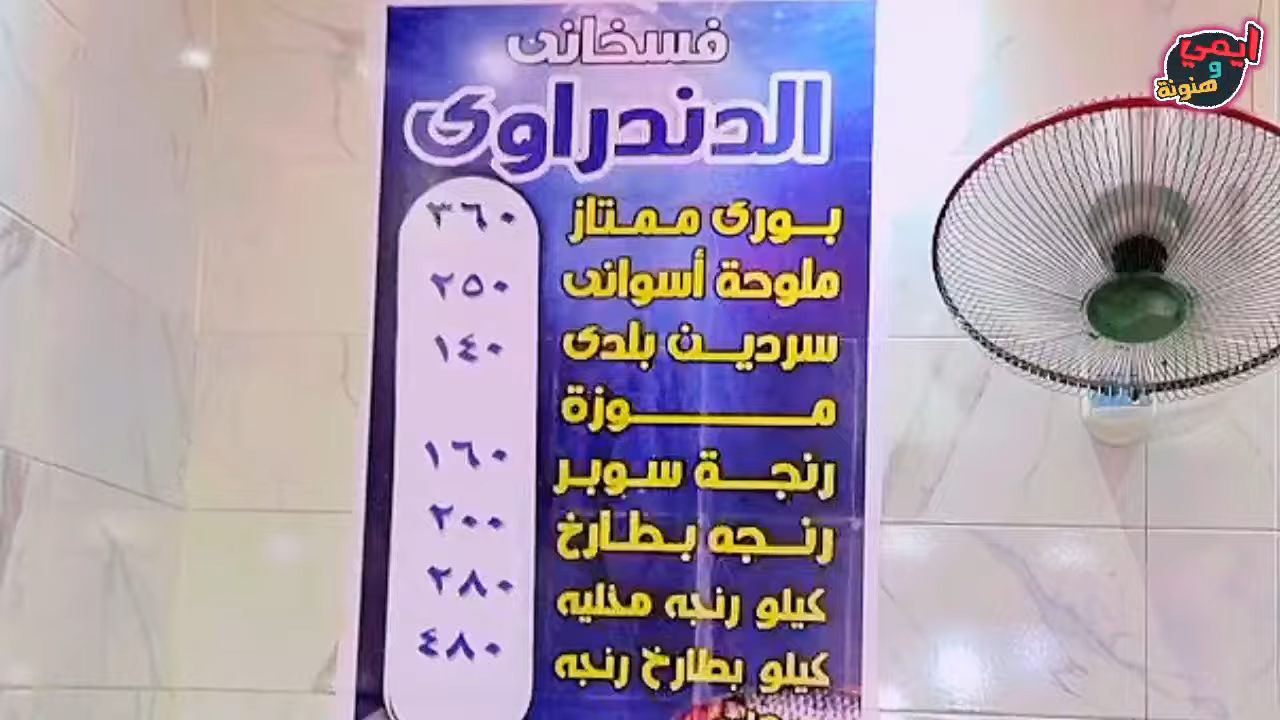 فسخانى
الدندراوى
بورى ممتاز ٣٦٠
ملوحة أسوانى ٢٥٠
سردين بلدى ١٤٠
موزة
رنجة سوبر ١٦٠
رنجه بطارخ ٢٠٠
كيلو رنجه مخليه ٢٨٠
كيلو بطارخ رنجه ٤٨٠
ايمي
و
هنونة